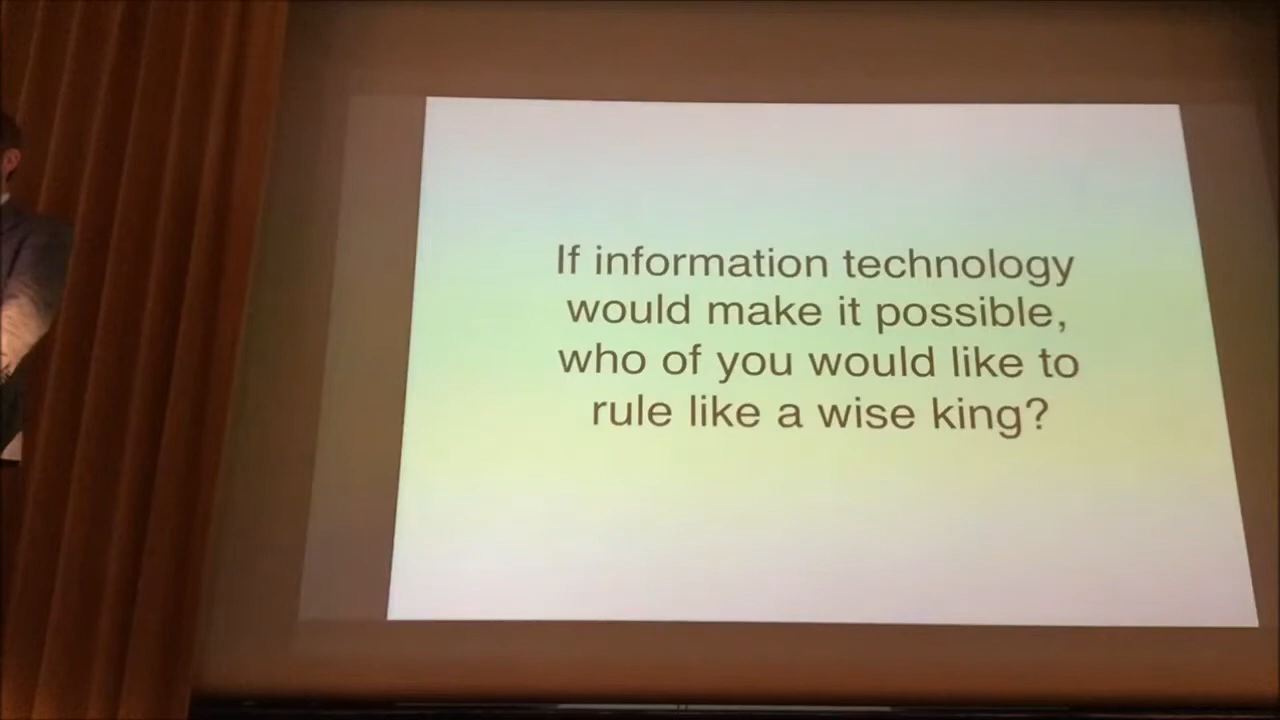 If information technology
would make it possible,
who of you would like to
rule like a wise king?